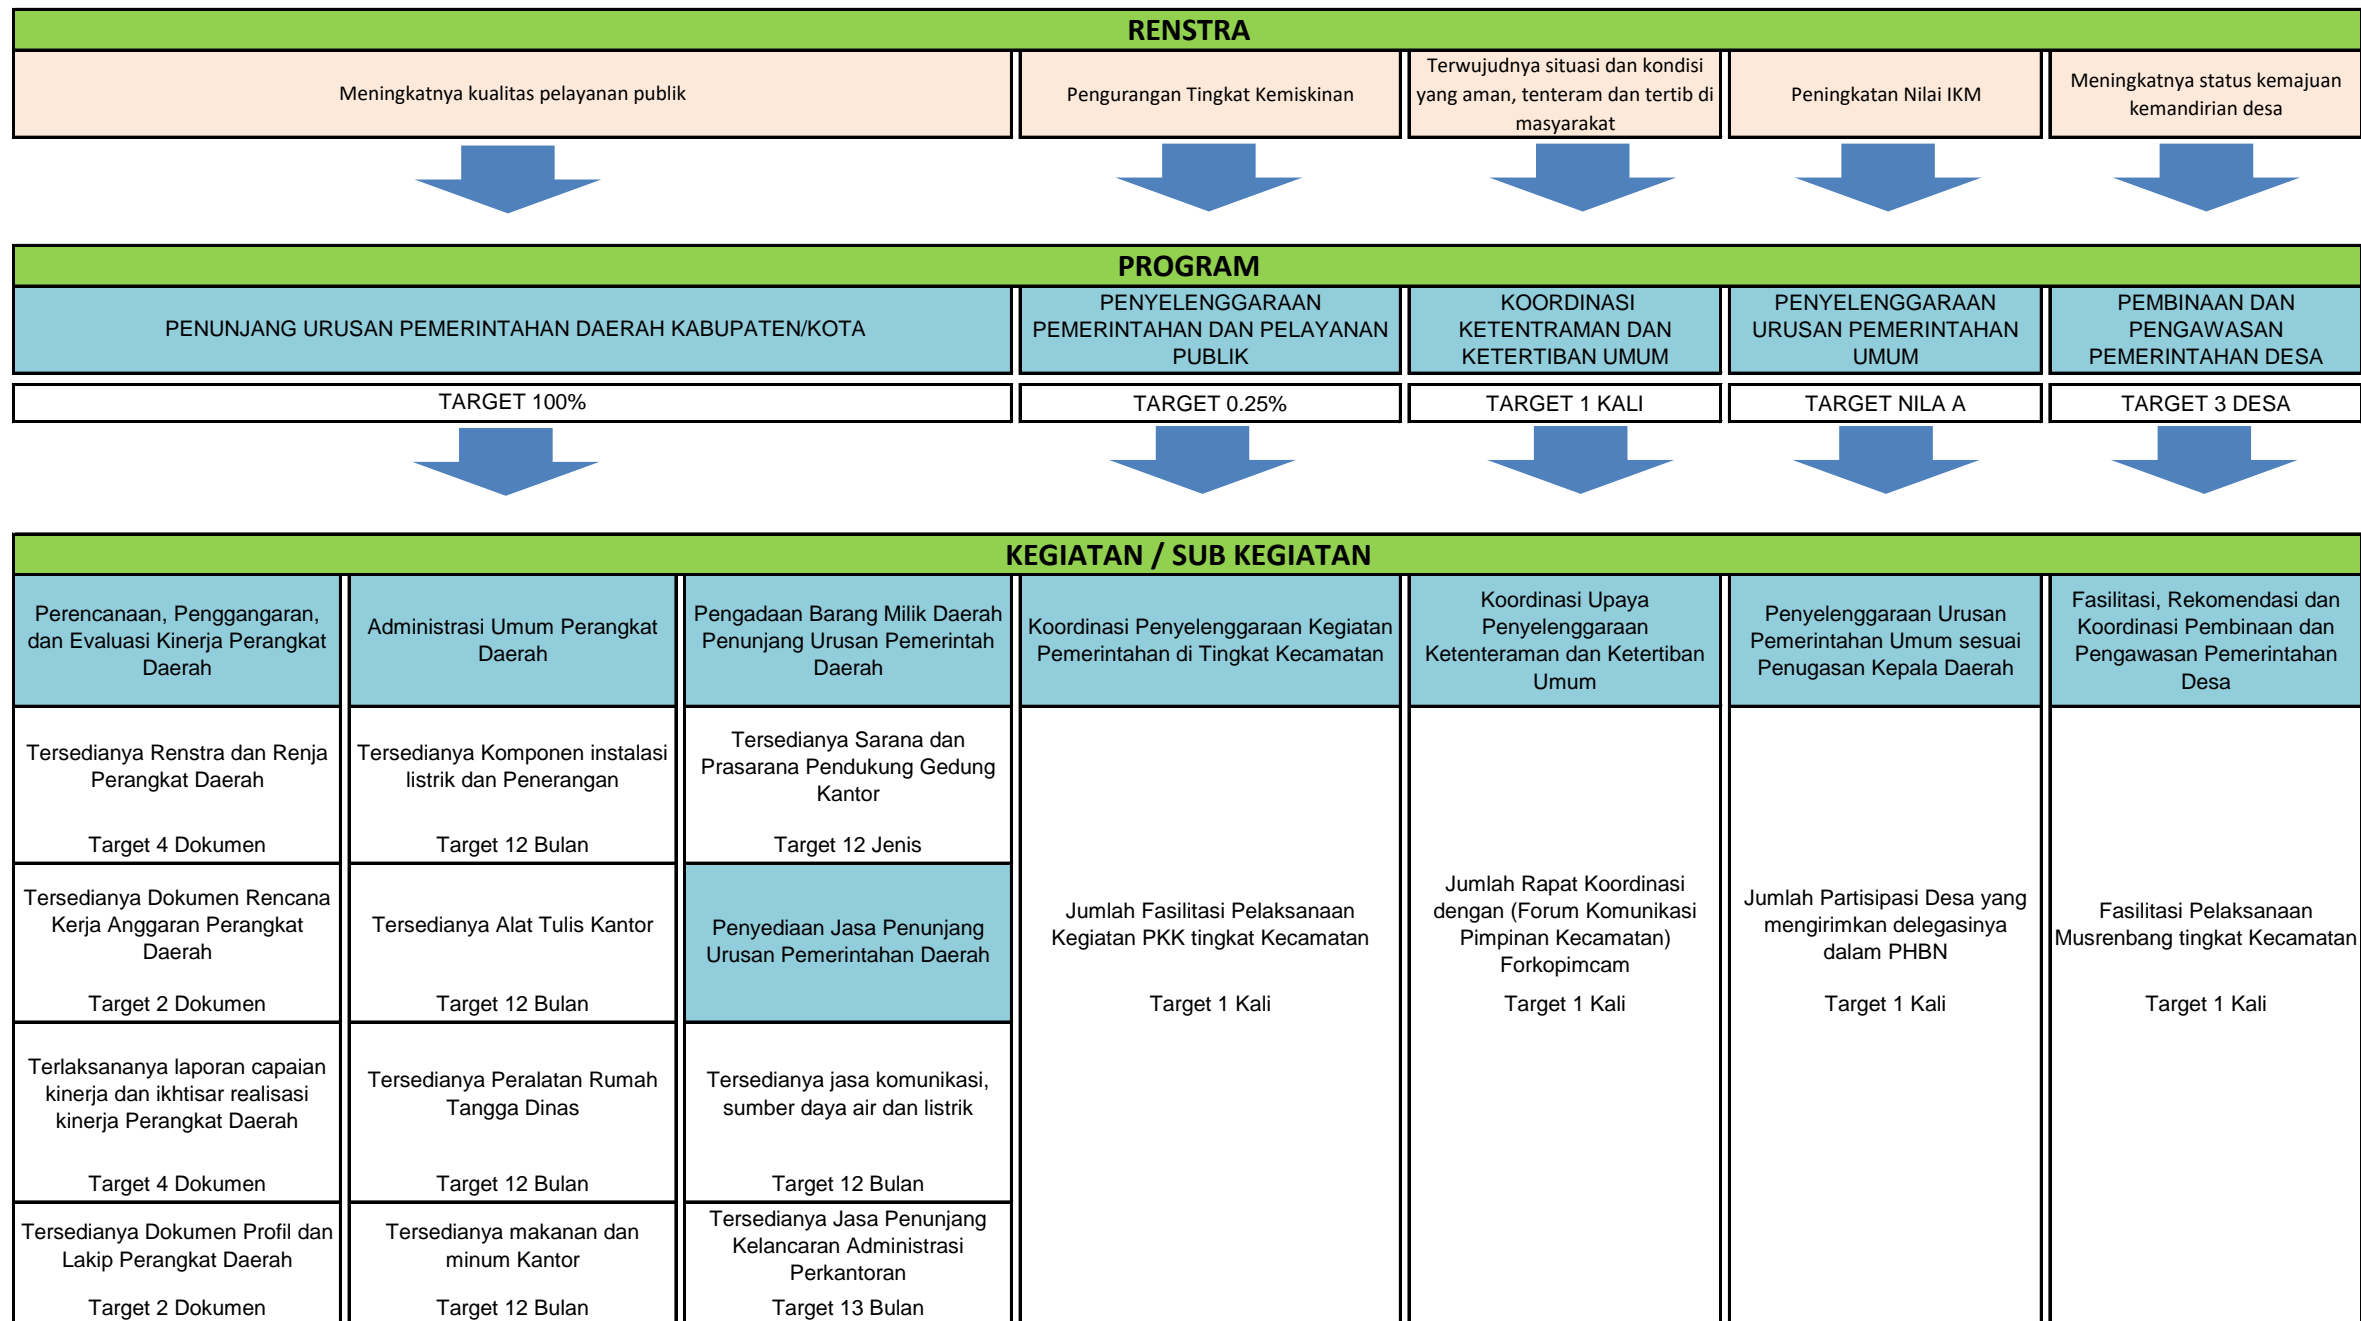 RENSTRA
Meningkatnya kualitas pelayanan publik
Pengurangan Tingkat Kemiskinan
Terwujudnya situasi dan kondisi
yang aman, tenteram dan tertib di
masyarakat
Peningkatan Nilai IKM
Meningkatnya status kemajuan
kemandirian desa
PROGRAM
PENUNJANG URUSAN PEMERINTAHAN DAERAH KABUPATEN/KOTA
PENYELENGGARAAN
PEMERINTAHAN DAN PELAYANAN
PUBLIK
KOORDINASI
KETENTRAMAN DAN
KETERTIBAN UMUM
PENYELENGGARAAN
URUSAN PEMERINTAHAN
UMUM
PEMBINAAN DAN
PENGAWASAN
PEMERINTAHAN DESA
TARGET 100%
TARGET 0.25%
TARGET 1 KALI
TARGET NILA A
TARGET 3 DESA
KEGIATAN / SUB KEGIATAN
Perencanaan, Penggangaran,
dan Evaluasi Kinerja Perangkat
Daerah
Administrasi Umum Perangkat
Daerah
Pengadaan Barang Milik Daerah
Penunjang Urusan Pemerintah
Daerah
Koordinasi Penyelenggaraan Kegiatan
Pemerintahan di Tingkat Kecamatan
Koordinasi Upaya
Penyelenggaraan
Ketenteraman dan Ketertiban
Umum
Penyelenggaraan Urusan
Pemerintahan Umum sesuai
Penugasan Kepala Daerah
Fasilitasi, Rekomendasi dan
Koordinasi Pembinaan dan
Pengawasan Pemerintahan
Desa
Tersedianya Renstra dan Renja
Perangkat Daerah
Target 4 Dokumen
Tersedianya Komponen instalasi
listrik dan Penerangan
Target 12 Bulan
Tersedianya Sarana dan
Prasarana Pendukung Gedung
Kantor
Target 12 Jenis
Tersedianya Dokumen Rencana
Kerja Anggaran Perangkat
Daerah
Target 2 Dokumen
Tersedianya Alat Tulis Kantor
Target 12 Bulan
Penyediaan Jasa Penunjang
Urusan Pemerintahan Daerah
Jumlah Fasilitasi Pelaksanaan
Kegiatan PKK tingkat Kecamatan
Target 1 Kali
Jumlah Rapat Koordinasi
dengan (Forum Komunikasi
Pimpinan Kecamatan)
Forkopimcam
Target 1 Kali
Jumlah Partisipasi Desa yang
mengirimkan delegasinya
dalam PHBN
Target 1 Kali
Fasilitasi Pelaksanaan
Musrenbang tingkat Kecamatan
Target 1 Kali
Terlaksananya laporan capaian
kinerja dan ikhtisar realisasi
kinerja Perangkat Daerah
Target 4 Dokumen
Tersedianya Peralatan Rumah
Tangga Dinas
Target 12 Bulan
Tersedianya jasa komunikasi,
sumber daya air dan listrik
Target 12 Bulan
Tersedianya Dokumen Profil dan
Lakip Perangkat Daerah
Target 2 Dokumen
Tersedianya makanan dan
minum Kantor
Target 12 Bulan
Tersedianya Jasa Penunjang
Kelancaran Administrasi
Perkantoran
Target 13 Bulan